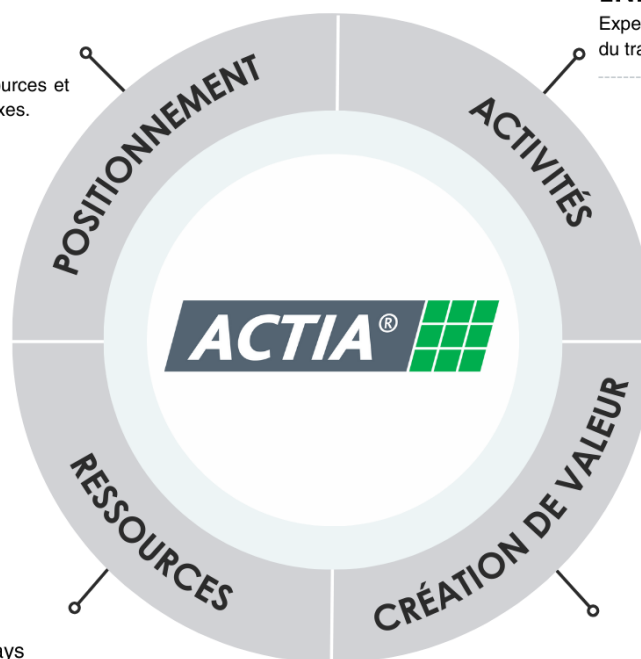 Expe
du tra
urces et
xes.
POSITIONNEMENT
ACTIVITÉS
ACTIA®
RESSOURCES
CRÉATION DE VALEUR
ays